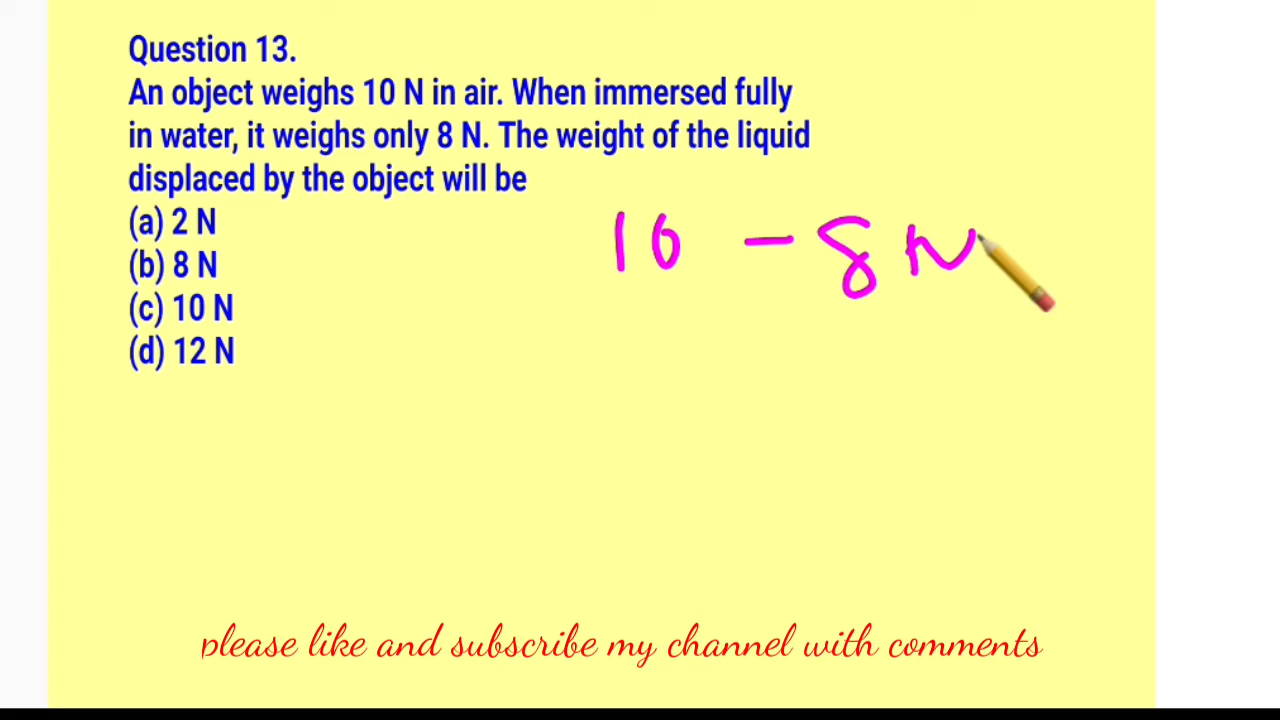 Question 13.
An object weighs 10 N in air. When immersed fully
in water, it weighs only 8 N. The weight of the liquid
displaced by the object will be
(a) 2 N
(b) 8 N
(c) 10 N
(d) 12 N
10 - 8 N
please like and subscribe my channel with comments